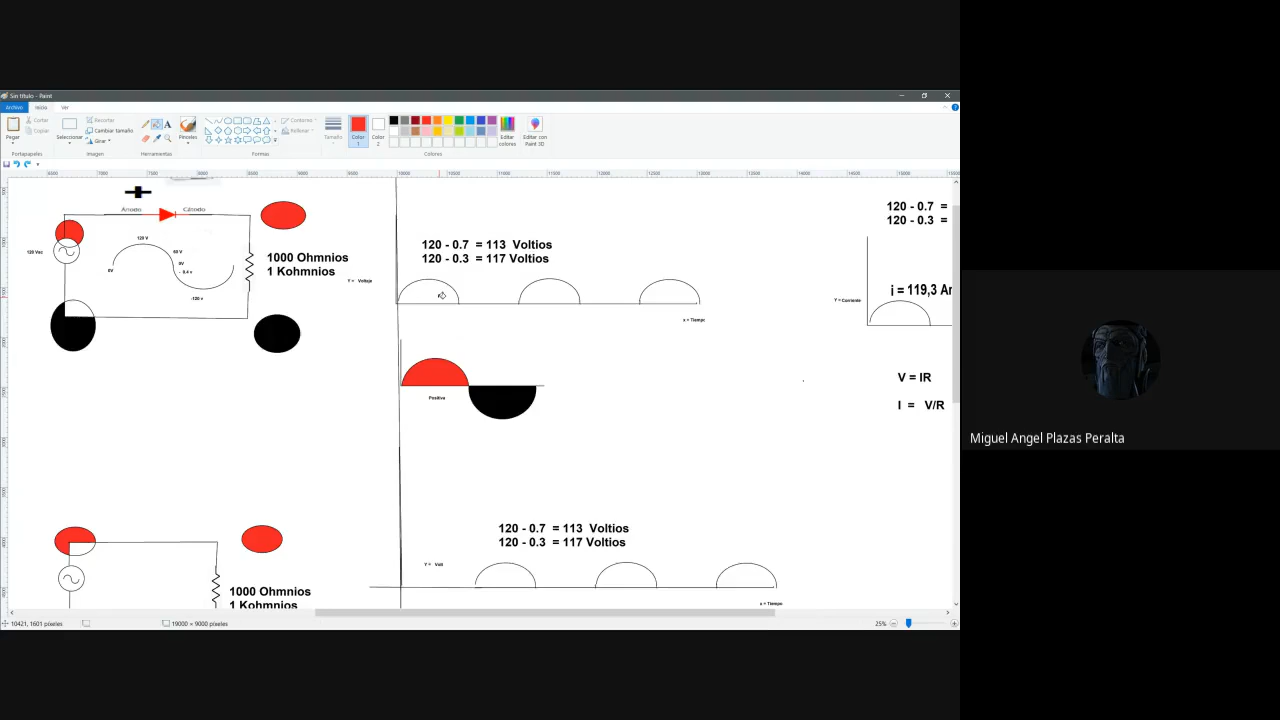 Sin título - Paint
Archivo Inicio Ver
Pegar
Cortar
Copiar
Portapapeles
Seleccionar
Recortar
Cambiar tamaño
Girar
Imagen
A
Herramientas
Pinceles
Contorno
Rellenar
Formas
Tamaño
Color 1
Color 2
Editar colores
Colores
Editar con Paint 3D
Anodo Cátodo
120 Vac
120 V
60 V
0V
0V
- 0.4 v
-120 v
1000 Ohmnios
1 Kohmnios
120 - 0.7 = 113 Voltios
120 - 0.3 = 117 Voltios
Y = Voltaje
x = Tiempo
Positiva
120 - 0.7 =
120 - 0.3 =
i = 119,3 Ar
Y = Corriente
V = IR
I = V/R
1000 Ohmnios
1 Kohmnios
120 - 0.7 = 113 Voltios
120 - 0.3 = 117 Voltios
Y = Volt
x = Tiempo
10421, 1601 píxeles
19000 × 9000 píxeles
25%
Miguel Angel Plazas Peralta